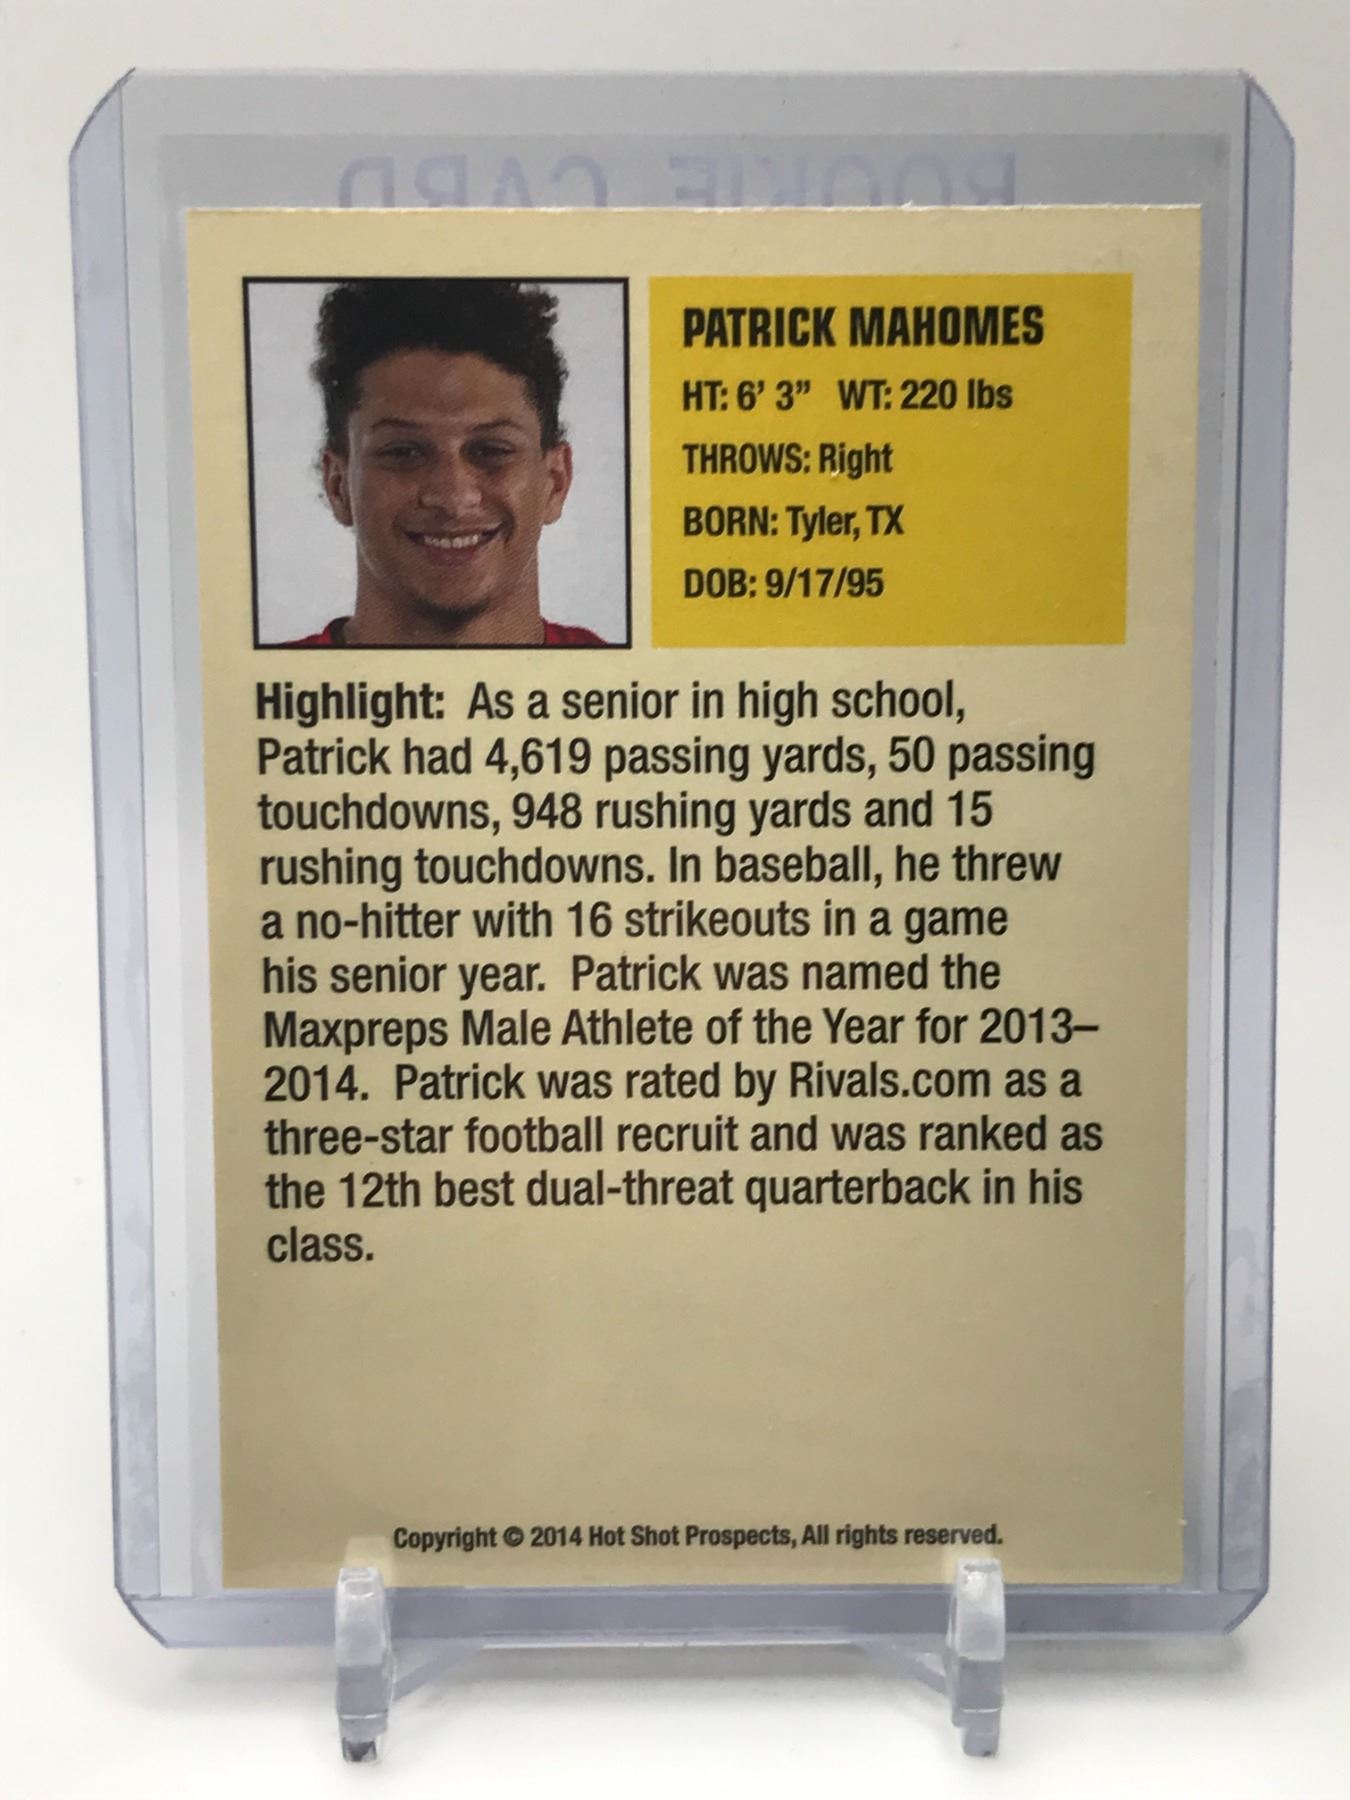 ROOKIE CARD
PATRICK MAHOMES
HT: 6’ 3” WT: 220 lbs
THROWS: Right
BORN: Tyler, TX
DOB: 9/17/95
Highlight: As a senior in high school,
Patrick had 4,619 passing yards, 50 passing
touchdowns, 948 rushing yards and 15
rushing touchdowns. In baseball, he threw
a no-hitter with 16 strikeouts in a game
his senior year. Patrick was named the
Maxpreps Male Athlete of the Year for 2013–
2014. Patrick was rated by Rivals.com as a
three-star football recruit and was ranked as
the 12th best dual-threat quarterback in his
class.
Copyright © 2014 Hot Shot Prospects, All rights reserved.